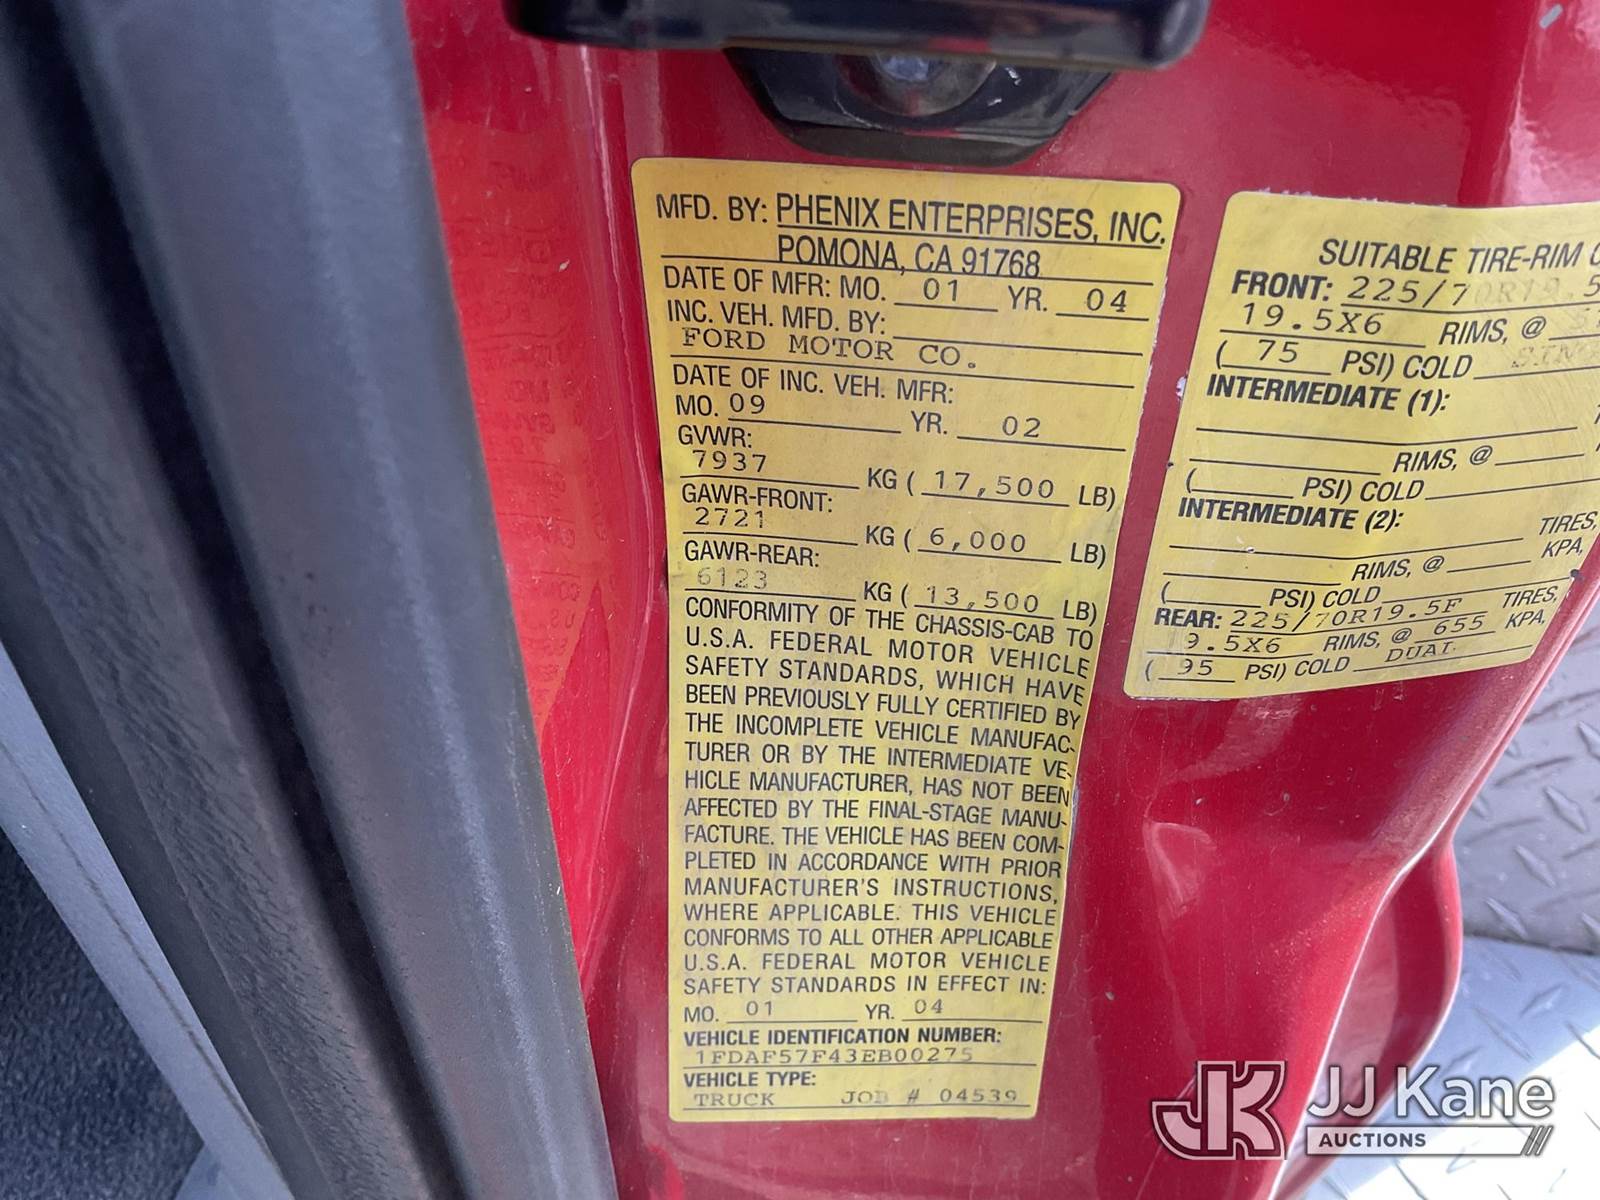 MFD. BY: PHENIX ENTERPRISES, INC.
POMONA, CA 91768
DATE OF MFR: MO. 01 YR. 04
INC. VEH. MFD. BY:
FORD MOTOR CO.
DATE OF INC. VEH. MFR:
MO. 09 YR. 02
GVWR:
7937 KG ( 17,500 LB)
GAWR-FRONT:
2721 KG ( 6,000 LB)
GAWR-REAR:
6123 KG ( 13,500 LB)
CONFORMITY OF THE CHASSIS-CAB TO
U.S.A. FEDERAL MOTOR VEHICLE
SAFETY STANDARDS, WHICH HAVE
BEEN PREVIOUSLY FULLY CERTIFIED BY
THE INCOMPLETE VEHICLE MANUFAC-
TURER OR BY THE INTERMEDIATE VE-
HICLE MANUFACTURER, HAS NOT BEEN
AFFECTED BY THE FINAL-STAGE MANU-
FACTURE. THE VEHICLE HAS BEEN COM-
PLETED IN ACCORDANCE WITH PRIOR
MANUFACTURER'S INSTRUCTIONS,
WHERE APPLICABLE. THIS VEHICLE
CONFORMS TO ALL OTHER APPLICABLE
U.S.A. FEDERAL MOTOR VEHICLE
SAFETY STANDARDS IN EFFECT IN:
MO. 01 YR. 04
VEHICLE IDENTIFICATION NUMBER:
1FDAF57F43EB00275
VEHICLE TYPE:
TRUCK JOB # 04539
SUITABLE TIRE-RIM
FRONT: 225/70R19.5
19.5X6 RIMS, @
( 75 PSI) COLD
INTERMEDIATE (1):
RIMS, @
( PSI) COLD
INTERMEDIATE (2):
TIRES,
RIMS, @ KPA,
( PSI) COLD
REAR: 225/70R19.5F TIRES,
9.5X6 RIMS, @ 655 KPA,
( 95 PSI) COLD DUAL
JK JJ Kane
AUCTIONS